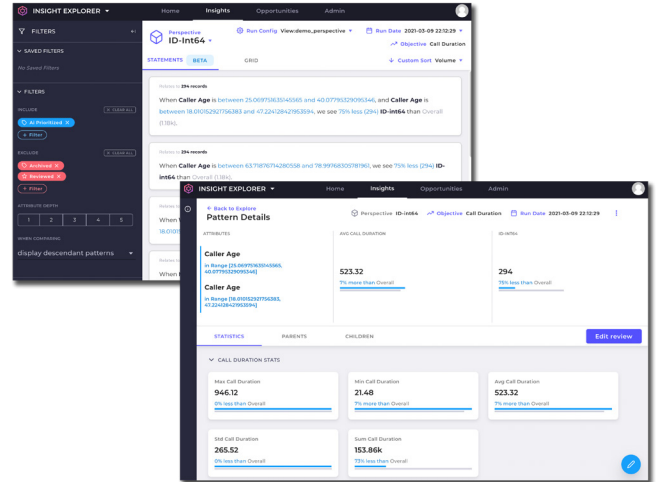 INSIGHT EXPLORER
Home Insights Opportunities Admin
FILTERS
SAVED FILTERS
No Saved Filters
FILTERS
INCLUDE × CLEAR ALL
Ai Prioritized ×
+ Filter
EXCLUDE × CLEAR ALL
Archived ×
Reviewed ×
+ Filter
ATTRIBUTE DEPTH
1 2 3 4 5
WHEN COMPARING
display descendant patterns
Perspective
ID-Int64
Run Config View:demo_perspective
Run Date 2021-03-09 22:12:29
Objective Call Duration
STATEMENTS BETA GRID
Custom Sort Volume
Relates to 294 records
When Caller Age is between 25.069751635145565 and 40.07795329095346, and Caller Age is
between 18.010152921756383 and 47.224128421953594, we see 75% less (294) ID-int64 than Overall
(1.18k).
Relates to 294 records
When Caller Age is between 63.71876714280558 and 78.99768305781961, we see 75% less (294) ID-
int64 than Overall (1.18k).
Relates to
When
18.0101
Relates to
When
INSIGHT EXPLORER
Home Insights Opportunities Admin
Back to Explore
Pattern Details
Perspective ID-Int64 Objective Call Duration Run Date 2021-03-09 22:12:29
ATTRIBUTES
Caller Age
in Range [25.069751635145565,
40.07795329095346]
Caller Age
in Range [18.010152921756383,
47.224128421953594]
AVG CALL DURATION
523.32
7% more than Overall
ID-INT64
294
75% less than Overall
STATISTICS PARENTS CHILDREN
Edit review
CALL DURATION STATS
Max Call Duration
946.12
0% less than Overall
Min Call Duration
21.48
7% more than Overall
Avg Call Duration
523.32
7% more than Overall
Std Call Duration
265.52
0% less than Overall
Sum Call Duration
153.86k
73% less than Overall